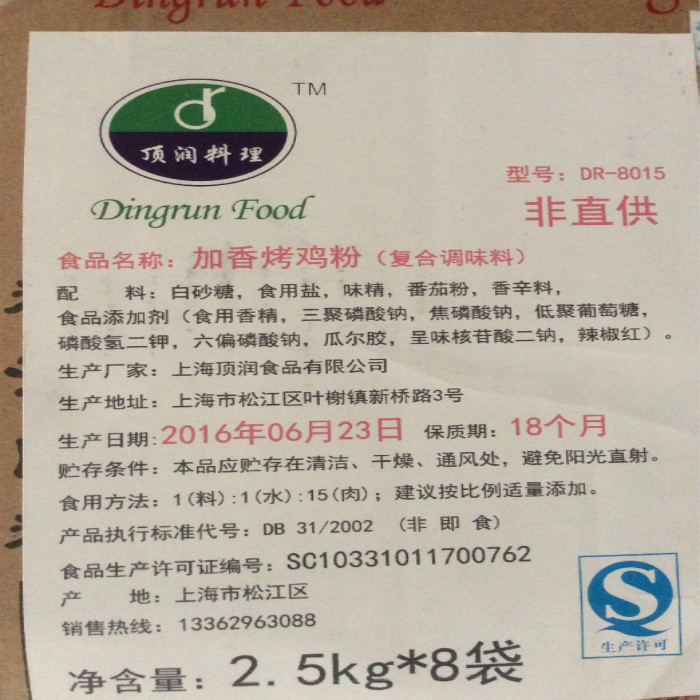 Dingrun Food
TM
dr
顶润料理
Dingrun Food
型号：DR-8015
非直供
食品名称：加香烤鸡粉（复合调味料）
配 料：白砂糖，食用盐，味精，番茄粉，香辛料，
食品添加剂（食用香精，三聚磷酸钠，焦磷酸钠，低聚葡萄糖，
磷酸氢二钾，六偏磷酸钠，瓜尔胶，呈味核苷酸二钠，辣椒红）。
生产厂家：上海顶润食品有限公司
生产地址：上海市松江区叶榭镇新桥路3号
生产日期:2016年06月23日 保质期：18个月
贮存条件：本品应贮存在清洁、干燥、通风处，避免阳光直射。
食用方法：1(料):1(水):15(肉)；建议按比例适量添加。
产品执行标准代号：DB 31/2002 （非 即 食）
食品生产许可证编号：SC10331011700762
产 地：上海市松江区
销售热线：13362963088
生产许可
净含量：2.5kg*8袋